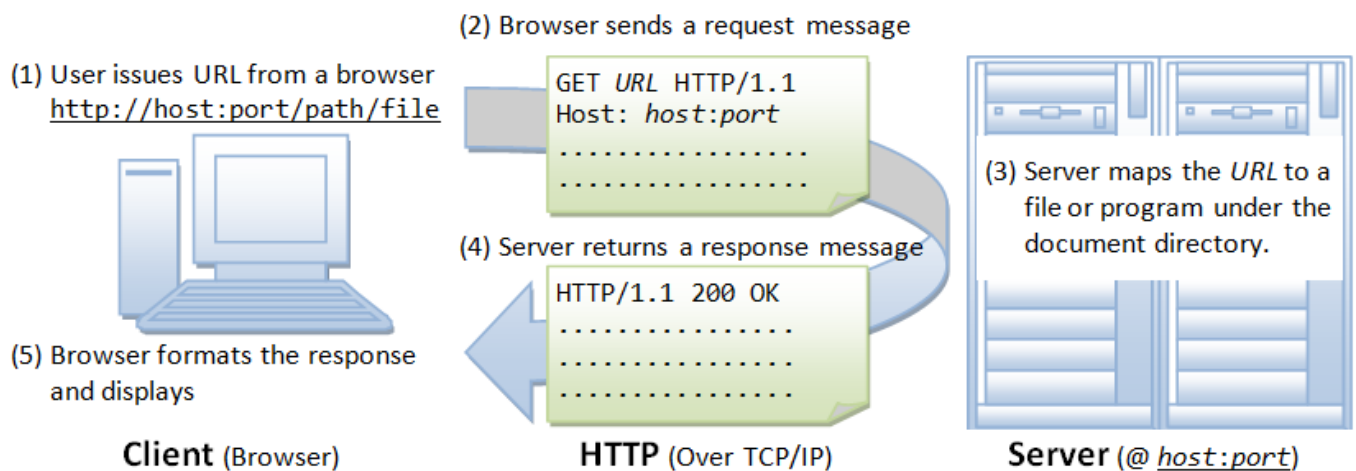 (1) User issues URL from a browser
http://host:port/path/file
(2) Browser sends a request message
GET URL HTTP/1.1
Host: host:port
.................
.................
(3) Server maps the URL to a
file or program under the
document directory.
(4) Server returns a response message
HTTP/1.1 200 OK
................
................
................
(5) Browser formats the response
and displays
Client (Browser)
HTTP (Over TCP/IP)
Server (@ host:port)